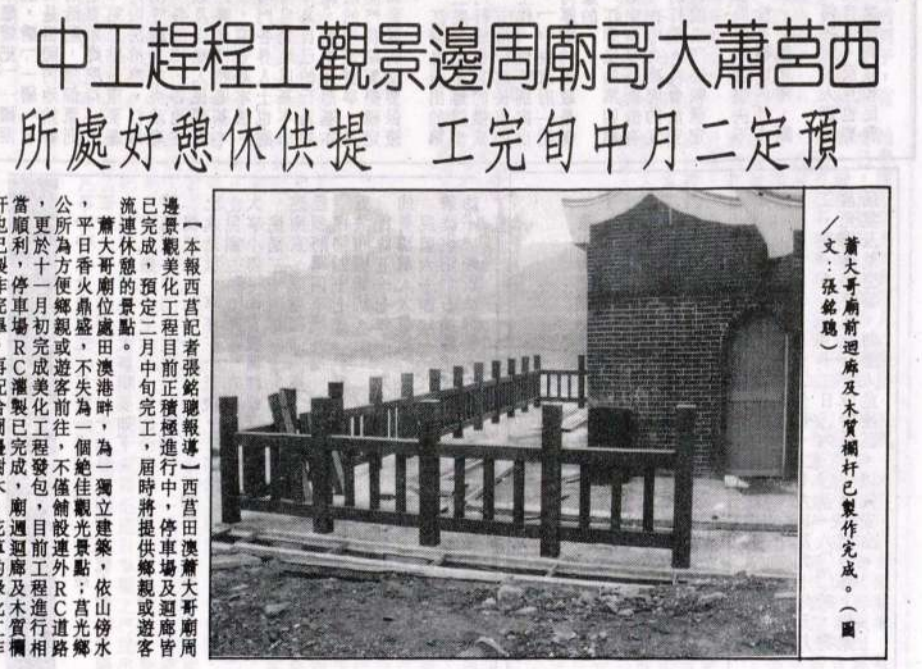 西莒蕭大哥廟周邊景觀工程趕工中
預定二月中旬完工　提供休憩好處所
蕭大哥廟前迴廊及木質欄杆已製作完成。（圖
／文：張銘聰）
【本報西莒記者張銘聰報導】西莒田澳蕭大哥廟周
邊景觀美化工程目前正積極進行中，停車場及迴廊皆
已完成，預定二月中旬完工，屆時將提供鄉親或遊客
流連休憩的景點。
蕭大哥廟位處田澳港畔，為一獨立建築，依山傍水
，平日香火鼎盛，不失為一個絕佳觀光景點；莒光鄉
公所為方便鄉親或遊客前往，不僅舖設連外ＲＣ道路
，更於十一月初完成美化工程發包，目前工程進行相
當順利，停車場ＲＣ灌製已完成，廟週迴廊及木質欄